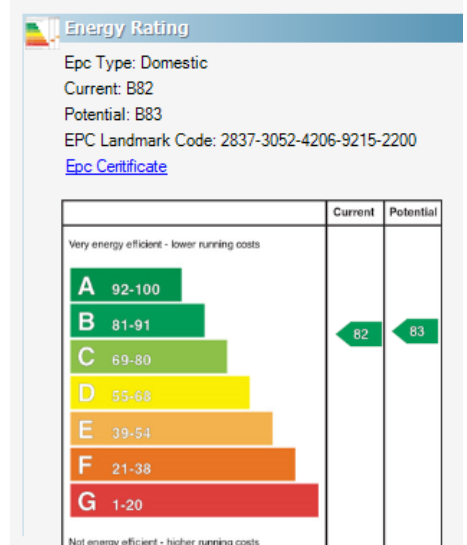 Energy Rating
Epc Type: Domestic
Current: B82
Potential: B83
EPC Landmark Code: 2837-3052-4206-9215-2200
Epc Ceritificate
Current Potential
Very energy efficient - lower running costs
A 92-100
B 81-91
82 83
C 69-80
D 55-68
E 39-54
F 21-38
G 1-20
Not energy efficient - higher running costs